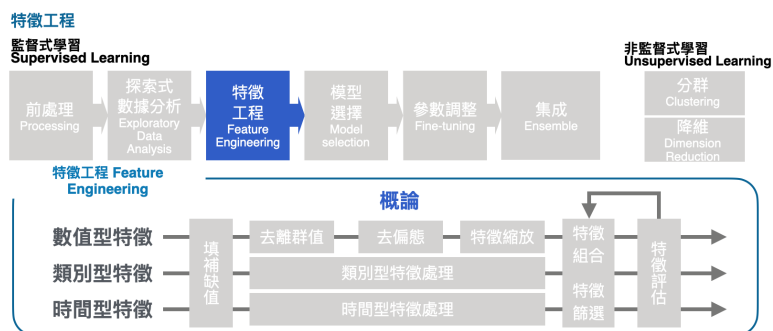 特徵工程
監督式學習
Supervised Learning
非監督式學習
Unsupervised Learning
前處理
Processing
探索式
數據分析
Exploratory
Data
Analysis
特徵
工程
Feature
Engineering
模型
選擇
Model
selection
參數調整
Fine-tuning
集成
Ensemble
分群
Clustering
降維
Dimension
Reduction
特徵工程 Feature
Engineering
概論
數值型特徵
類別型特徵
時間型特徵
填補缺值
去離群值
去偏態
特徵縮放
類別型特徵處理
時間型特徵處理
特徵
組合
特徵
篩選
特徵評估